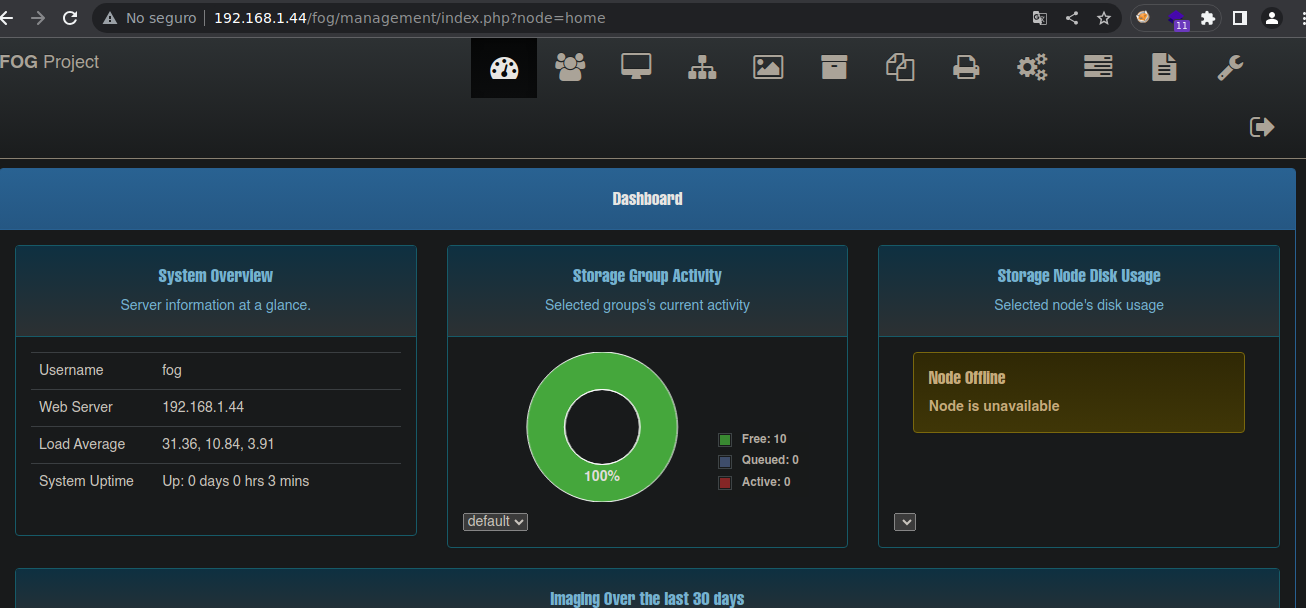 No seguro
192.168.1.44/fog/management/index.php?node=home
11
FOG Project
Dashboard
System Overview
Server information at a glance.
Username fog
Web Server 192.168.1.44
Load Average 31.36, 10.84, 3.91
System Uptime Up: 0 days 0 hrs 3 mins
Storage Group Activity
Selected groups's current activity
100%
Free: 10
Queued: 0
Active: 0
default
Storage Node Disk Usage
Selected node's disk usage
Node Offline
Node is unavailable
Imaging Over the last 30 days